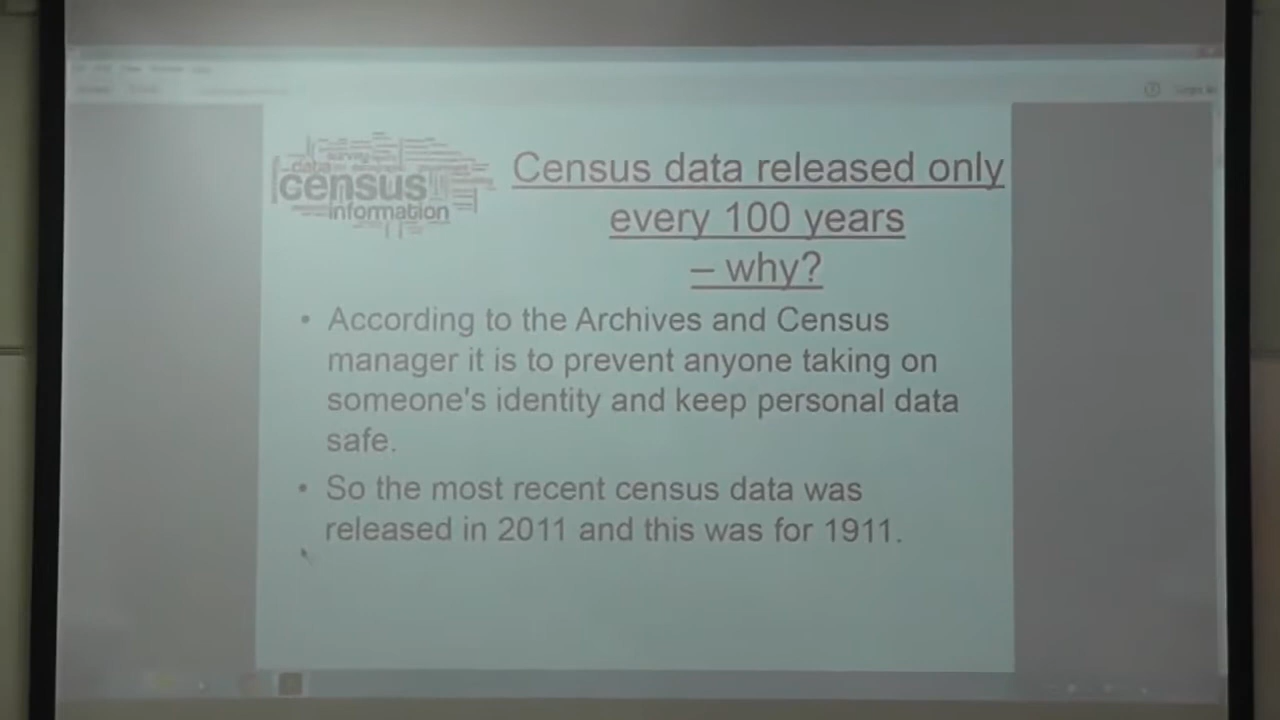 data
census
information
Census data released only
every 100 years
– why?
• According to the Archives and Census
manager it is to prevent anyone taking on
someone's identity and keep personal data
safe.
• So the most recent census data was
released in 2011 and this was for 1911.